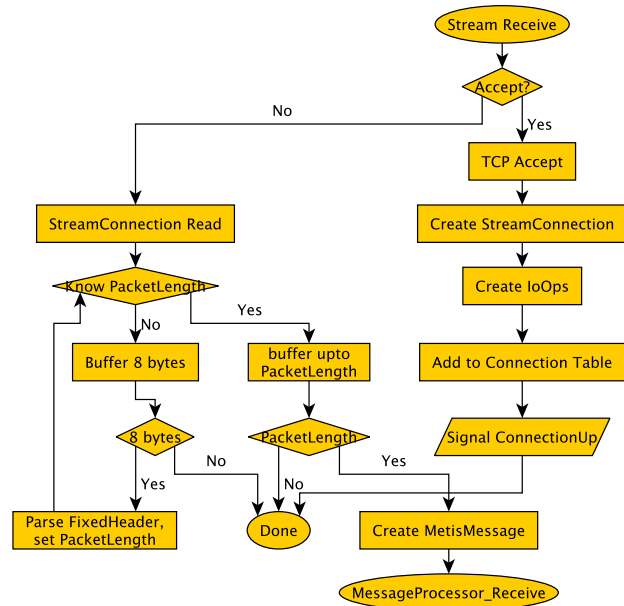 Stream Receive
Accept?
No
Yes
TCP Accept
StreamConnection Read
Create StreamConnection
Know PacketLength
Create IoOps
Yes
No
Buffer 8 bytes
buffer upto
PacketLength
Add to Connection Table
8 bytes
PacketLength
Signal ConnectionUp
No
Yes
Yes
No
Parse FixedHeader,
set PacketLength
Done
Create MetisMessage
MessageProcessor_Receive